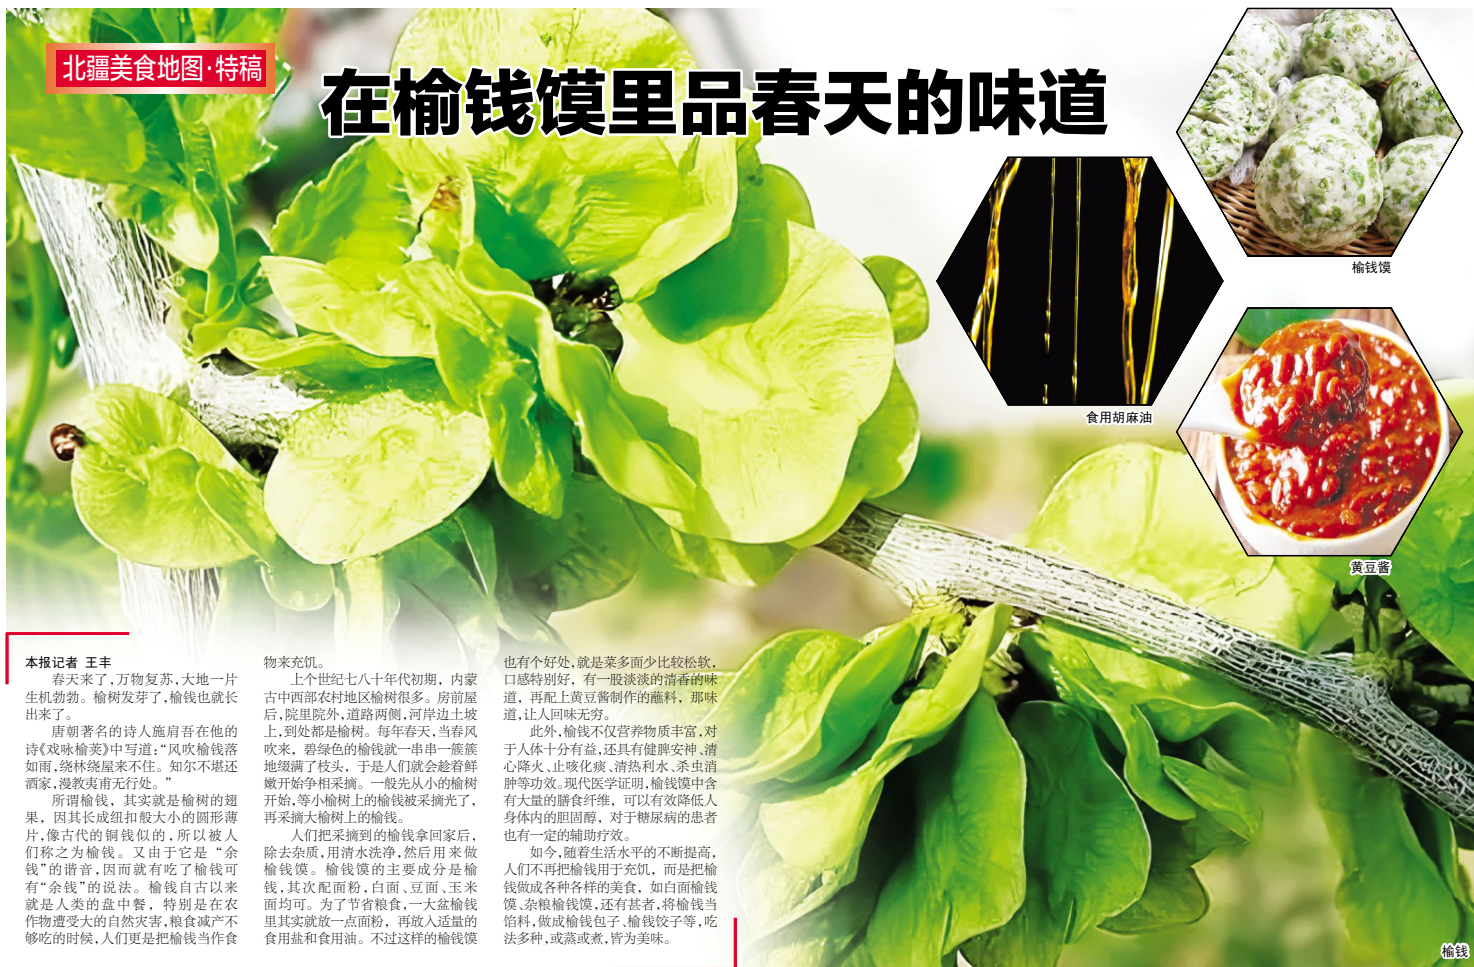 北疆美食地图·特稿
在榆钱馍里品春天的味道
榆钱馍
食用胡麻油
黄豆酱
本报记者 王丰
春天来了,万物复苏,大地一片
生机勃勃。榆树发芽了,榆钱也就长
出来了。
唐朝著名的诗人施肩吾在他的
诗《戏咏榆荚》中写道:“风吹榆钱落
如雨,绕林绕屋来不住。知尔不堪还
酒家,漫教夷甫无行处。”
所谓榆钱，其实就是榆树的翅
果，因其长成纽扣般大小的圆形薄
片,像古代的铜钱似的,所以被人
们称之为榆钱。又由于它是“余
钱”的谐音,因而就有吃了榆钱可
有“余钱”的说法。榆钱自古以来
就是人类的盘中餐，特别是在农
作物遭受大的自然灾害,粮食减产不
够吃的时候,人们更是把榆钱当作食
物来充饥。
上个世纪七八十年代初期，内蒙
古中西部农村地区榆树很多。房前屋
后,院里院外,道路两侧,河岸边土坡
上,到处都是榆树。每年春天,当春风
吹来，碧绿色的榆钱就一串串一簇簇
地缀满了枝头，于是人们就会趁着鲜
嫩开始争相采摘。一般先从小的榆树
开始,等小榆树上的榆钱被采摘光了,
再采摘大榆树上的榆钱。
人们把采摘到的榆钱拿回家后,
除去杂质,用清水洗净,然后用来做
榆钱馍。榆钱馍的主要成分是榆
钱,其次配面粉,白面、豆面、玉米
面均可。为了节省粮食,一大盆榆钱
里其实就放一点面粉，再放入适量的
食用盐和食用油。不过这样的榆钱馍
也有个好处,就是菜多面少比较松软,
口感特别好，有一股淡淡的清香的味
道，再配上黄豆酱制作的蘸料，那味
道,让人回味无穷。
此外,榆钱不仅营养物质丰富,对
于人体十分有益,还具有健脾安神、清
心降火、止咳化痰、清热利水、杀虫消
肿等功效。现代医学证明,榆钱馍中含
有大量的膳食纤维，可以有效降低人
身体内的胆固醇，对于糖尿病的患者
也有一定的辅助疗效。
如今,随着生活水平的不断提高,
人们不再把榆钱用于充饥，而是把榆
钱做成各种各样的美食，如白面榆钱
馍、杂粮榆钱馍,还有甚者,将榆钱当
馅料,做成榆钱包子、榆钱饺子等,吃
法多种,或蒸或煮,皆为美味。
榆钱